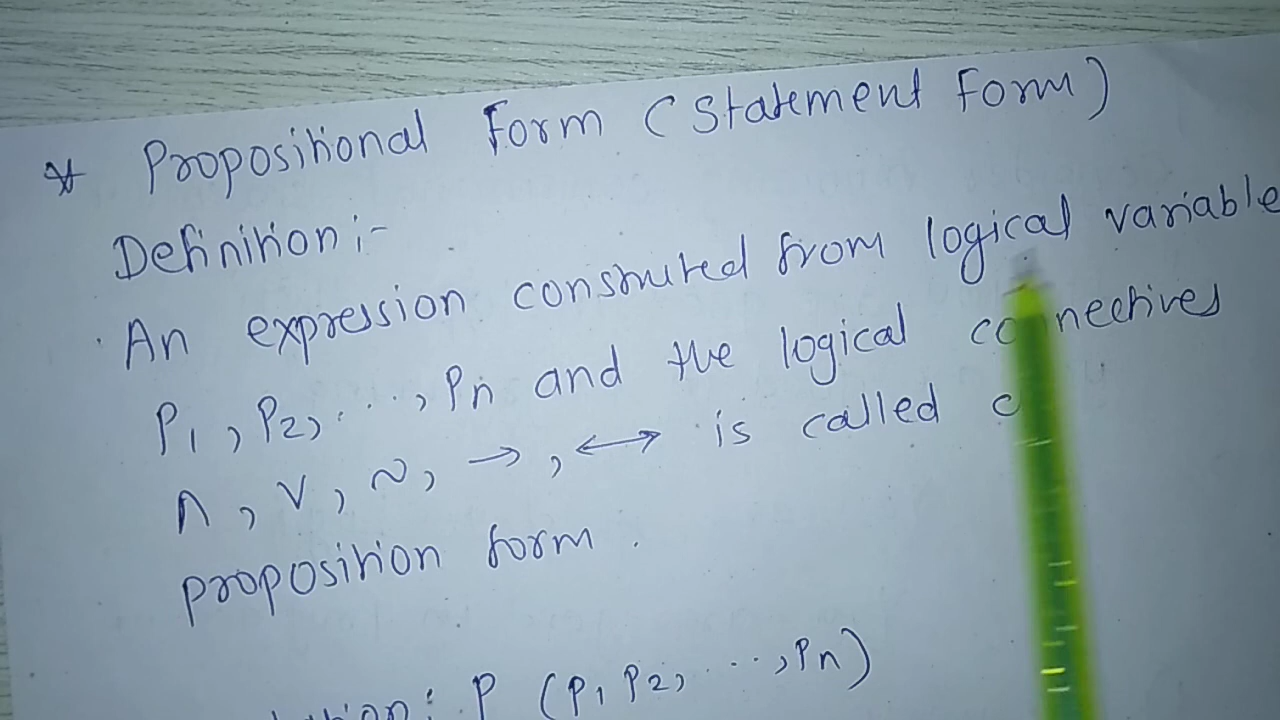 * Propositional Form (Statement Form)
Definition:-
An expression constructed from logical variable
P1, P2, ..., Pn and the logical connectives
∧, ∨, ~, →, ↔ is called
proposition form.
: P (P1 P2, ..., Pn)